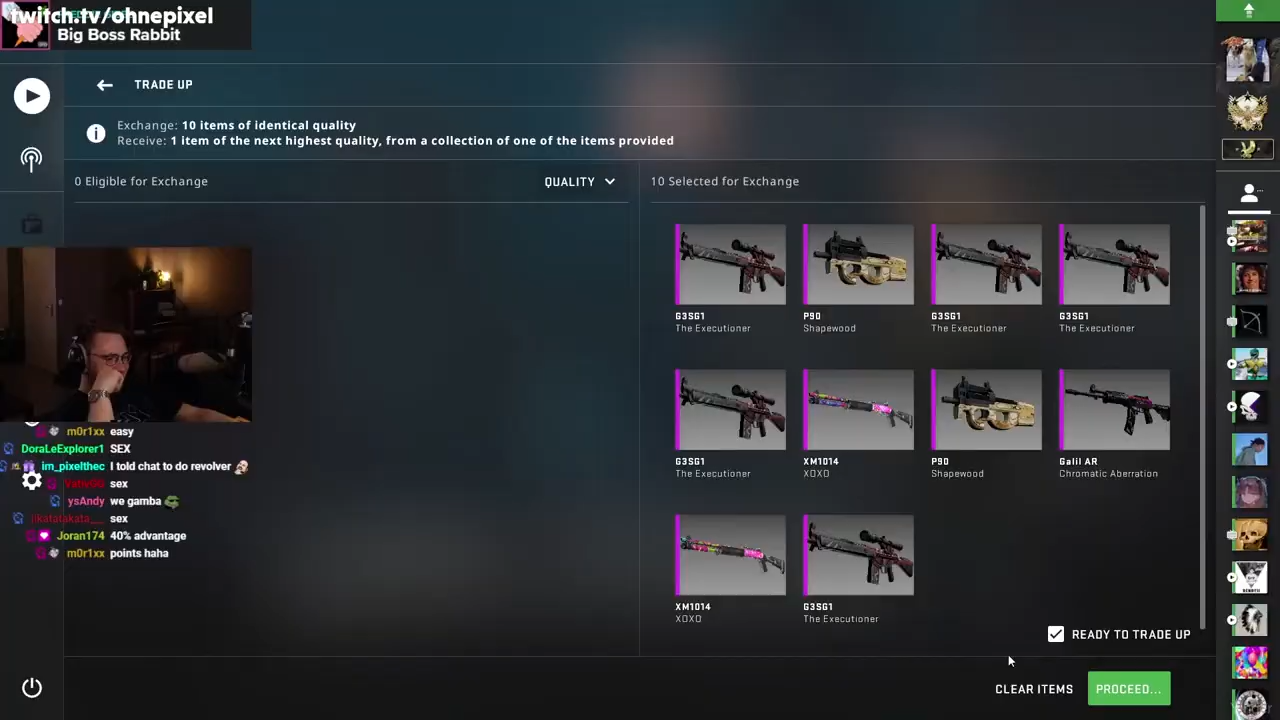 twitch.tv/ohnepixel
Big Boss Rabbit
TRADE UP
Exchange: 10 items of identical quality
Receive: 1 item of the next highest quality, from a collection of one of the items provided
0 Eligible for Exchange
QUALITY
10 Selected for Exchange
G3SG1
The Executioner
P90
Shapewood
G3SG1
The Executioner
G3SG1
The Executioner
G3SG1
The Executioner
XM1014
XOXO
P90
Shapewood
Galil AR
Chromatic Aberration
XM1014
XOXO
G3SG1
The Executioner
m0r1xx easy
DoraLeExplorer1 SEX
im_pixelthec I told chat to do revolver
sex
ysAndy we gamba
sex
Joran174 40% advantage
m0r1xx points haha
READY TO TRADE UP
CLEAR ITEMS
PROCEED...